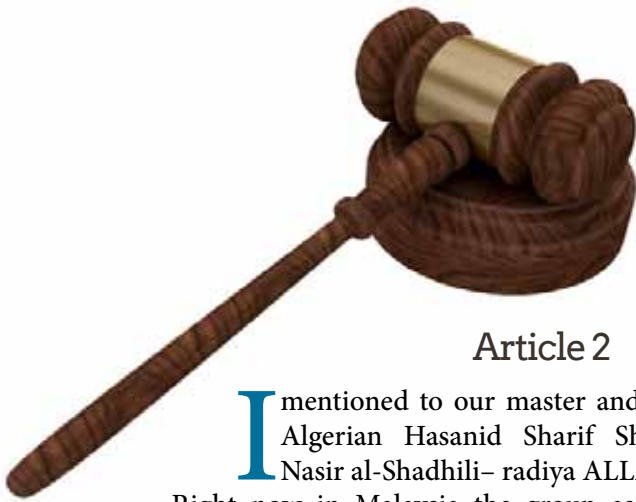 Article 2
I mentioned to our master and
Algerian Hasanid Sharif Sh
Nasir al-Shadhili– radiya ALL